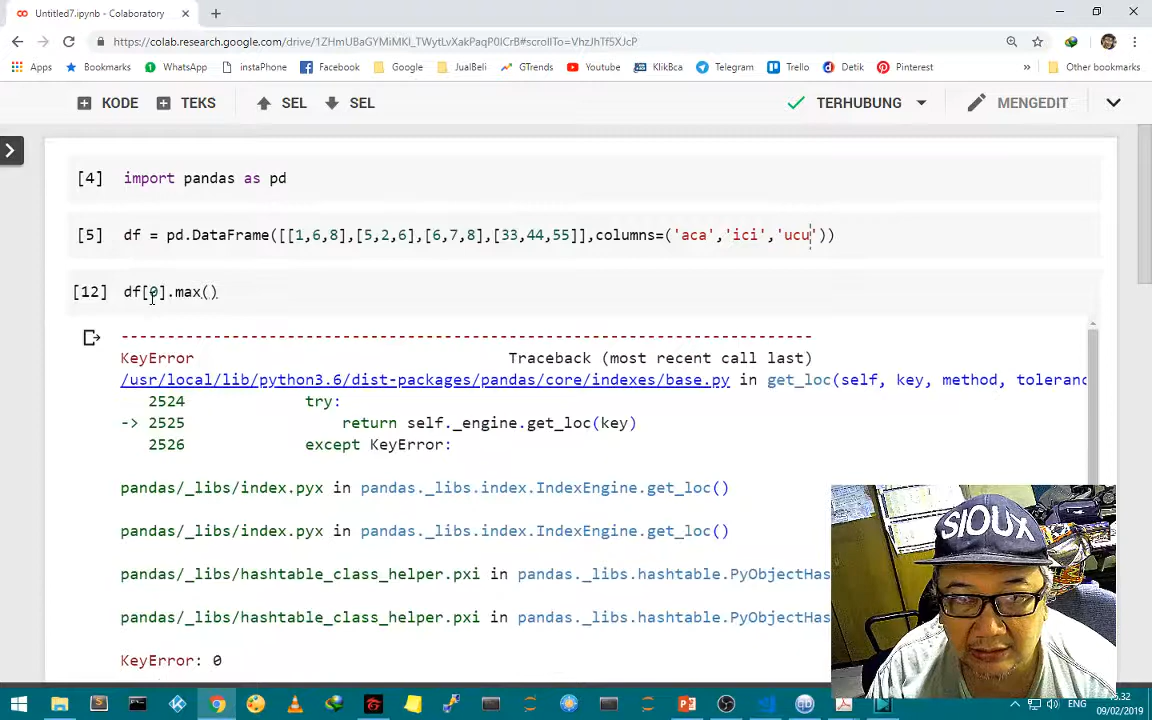 Untitled7.ipynb - Colaboratory
https://colab.research.google.com/drive/1ZHmUBaGYMiMKl_TWytLvXakPaqP0lCrB#scrollTo=VhzJhTf5XJcP
Apps Bookmarks WhatsApp instaPhone Facebook Google JualBeli GTrends Youtube KlikBca Telegram Trello Detik Pinterest » Other bookmarks
KODE TEKS SEL SEL TERHUBUNG MENGEDIT
[4] import pandas as pd
[5] df = pd.DataFrame([[1,6,8],[5,2,6],[6,7,8],[33,44,55]],columns=('aca','ici','ucu'))
[12] df[0].max()
---------------------------------------------------------------------------
KeyError Traceback (most recent call last)
/usr/local/lib/python3.6/dist-packages/pandas/core/indexes/base.py in get_loc(self, key, method, toleranc
2524 try:
-> 2525 return self._engine.get_loc(key)
2526 except KeyError:
pandas/_libs/index.pyx in pandas._libs.index.IndexEngine.get_loc()
pandas/_libs/index.pyx in pandas._libs.index.IndexEngine.get_loc()
pandas/_libs/hashtable_class_helper.pxi in pandas._libs.hashtable.PyObjectHas
pandas/_libs/hashtable_class_helper.pxi in pandas._libs.hashtable.PyObjectHas
KeyError: 0
SIOUX
ENG
09/02/2019